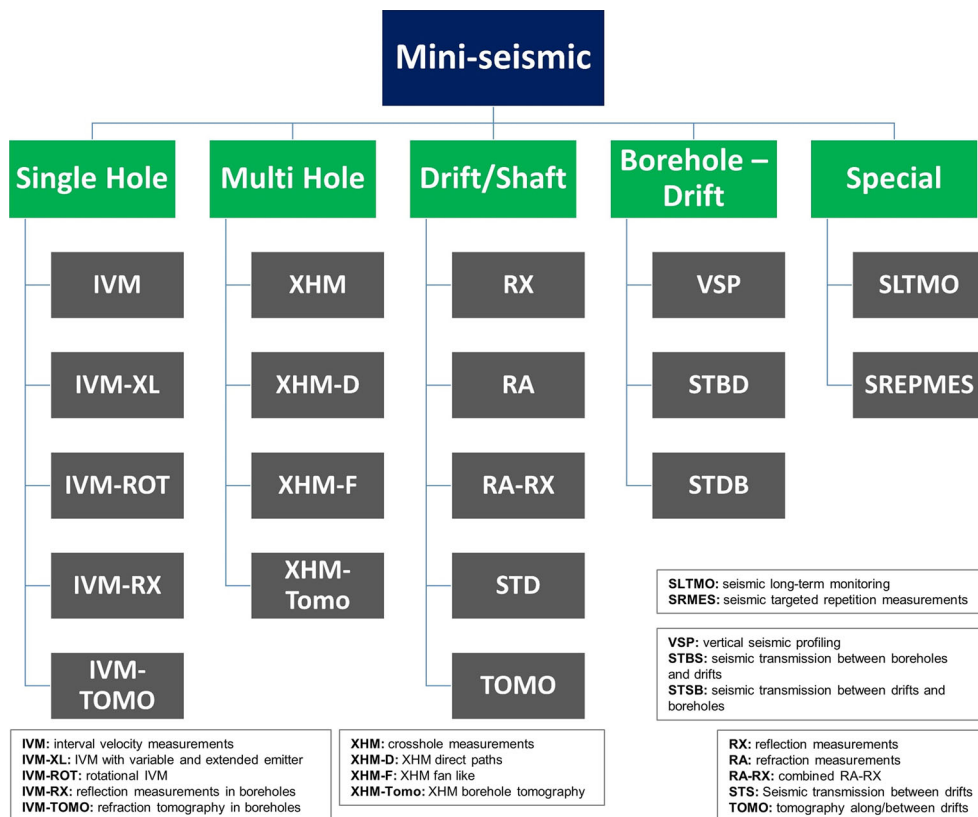 Mini-seismic
Single Hole
Multi Hole
Drift/Shaft
Borehole –
Drift
Special
IVM
IVM-XL
IVM-ROT
IVM-RX
IVM-
TOMO
XHM
XHM-D
XHM-F
XHM-
Tomo
RX
RA
RA-RX
STD
TOMO
VSP
STBD
STDB
SLTMO
SREPMES
SLTMO: seismic long-term monitoring
SRMES: seismic targeted repetition measurements
VSP: vertical seismic profiling
STBS: seismic transmission between boreholes
and drifts
STSB: seismic transmission between drifts and
boreholes
IVM: interval velocity measurements
IVM-XL: IVM with variable and extended emitter
IVM-ROT: rotational IVM
IVM-RX: reflection measurements in boreholes
IVM-TOMO: refraction tomography in boreholes
XHM: crosshole measurements
XHM-D: XHM direct paths
XHM-F: XHM fan like
XHM-Tomo: XHM borehole tomography
RX: reflection measurements
RA: refraction measurements
RA-RX: combined RA-RX
STS: Seismic transmission between drifts
TOMO: tomography along/between drifts